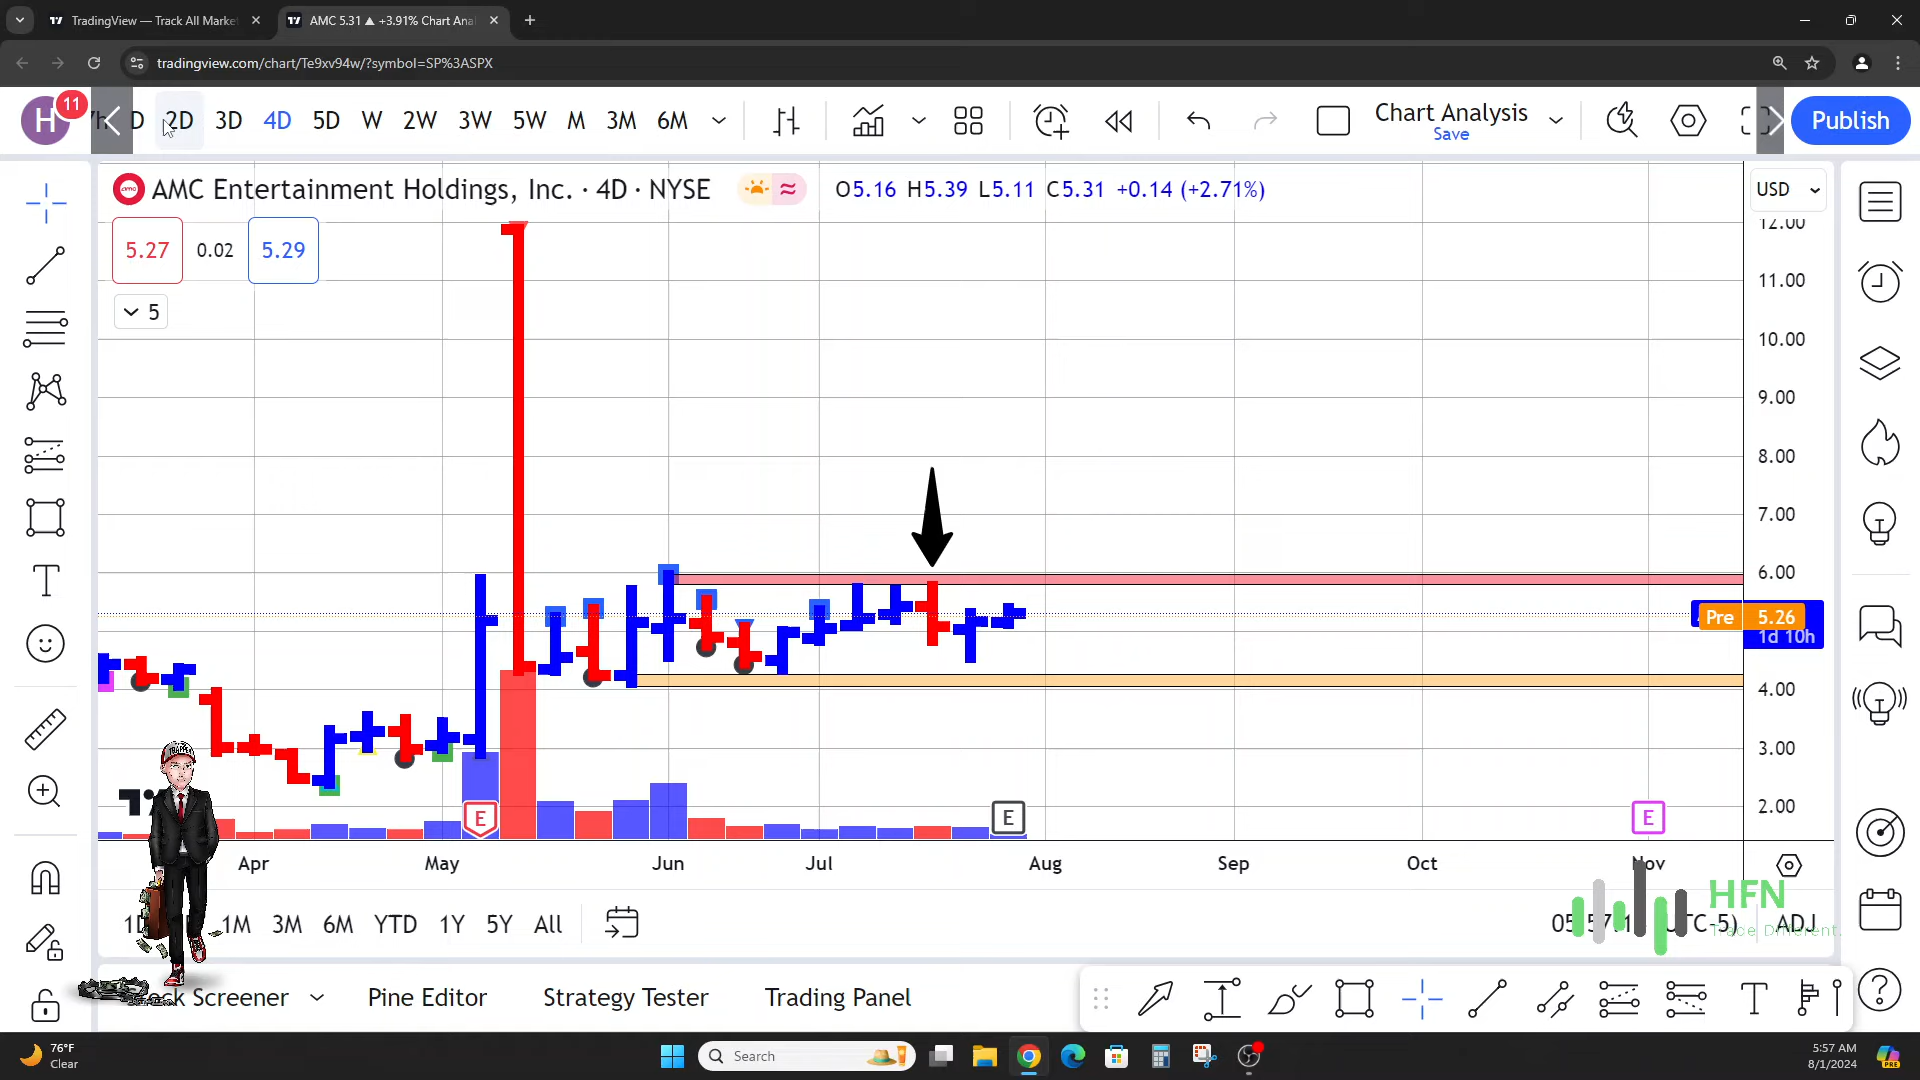 TradingView — Track All Marke
AMC 5.31 ▲ +3.91% Chart Ana
tradingview.com/chart/Te9xv94w/?symbol=SP%3ASPX
H
11
D 2D 3D 4D 5D W 2W 3W 5W M 3M 6M
Chart Analysis
Save
Publish
AMC Entertainment Holdings, Inc. · 4D · NYSE
O5.16 H5.39 L5.11 C5.31 +0.14 (+2.71%)
USD
5.27 0.02 5.29
5
12.00
11.00
10.00
9.00
8.00
7.00
6.00
Pre 5.26
1d 10h
4.00
3.00
2.00
TRAPPER
E
E
E
Apr May Jun Jul Aug Sep Oct Nov
1M 3M 6M YTD 1Y 5Y All
ADJ
HFN
Trade Different.
Screener Pine Editor Strategy Tester Trading Panel
76°F
Clear
Search
5:57 AM
8/1/2024